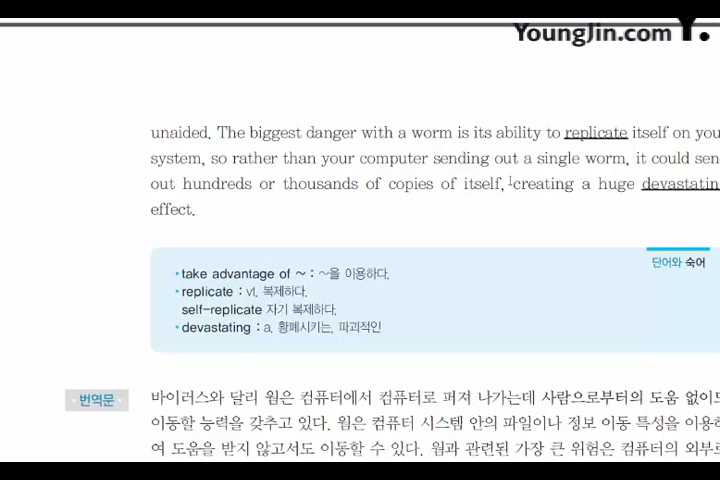 YoungJin.com Y.
unaided. The biggest danger with a worm is its ability to replicate itself on
system, so rather than your computer sending out a single worm, it could
out hundreds or thousands of copies of itself, creating a huge
effect.
단어와 숙어
•take advantage of ~ : ~을 이용하다.
•replicate : vt. 복제하다.
self-replicate 자기 복제하다.
•devastating : a. 황폐시키는, 파괴적인
•번역문•
바이러스와 달리 웜은 컴퓨터에서 컴퓨터로 퍼져 나가는데 사람으로부터의 도움 없이도
이동할 능력을 갖추고 있다. 웜은 컴퓨터 시스템 안의 파일이나 정보 이동 특성을
여 도움을 받지 않고서도 이동할 수 있다. 웜과 관련된 가장 큰 위험은 컴퓨터의